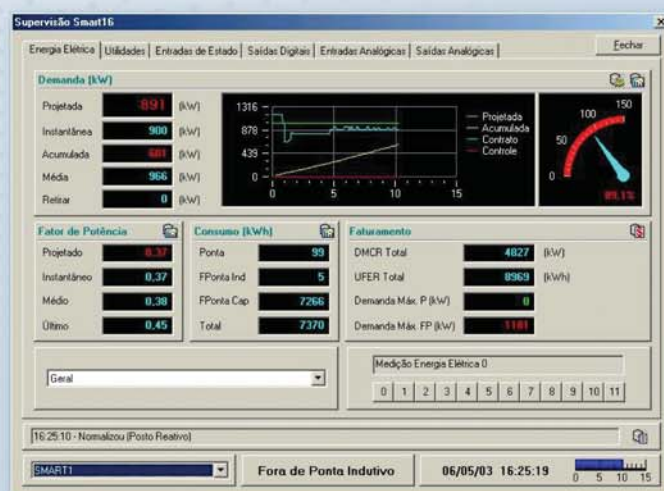 Supervisão Smart16
Energia Elétrica Utilidades Entradas de Estado Saídas Digitais Entradas Analógicas Saídas Analógicas
Fechar
Demanda (kW)
Projetada 891 (kW)
Instantânea 900 (kW)
Acumulada 601 (kW)
Média 966 (kW)
Retirar 0 (kW)
1316
878
439
0
0 5 10 15
Projetada
Acumulada
Contrato
Controle
0 50 100 150
89,1%
Fator de Potência
Projetado 0,37
Instantâneo 0,37
Médio 0,38
Último 0,45
Consumo (kWh)
Ponta 99
FPonta Ind 5
FPonta Cap 7266
Total 7370
Faturamento
DMCR Total 4827 (kW)
UFER Total 8969 (kWh)
Demanda Máx. P (kW) 0
Demanda Máx. FP (kW) 1181
Geral
Medição Energia Elétrica 0
0 1 2 3 4 5 6 7 8 9 10 11
16:25:10 - Normalizou (Posto Reativo)
SMART1
Fora de Ponta Indutivo
06/05/03 16:25:19
0 5 10 15